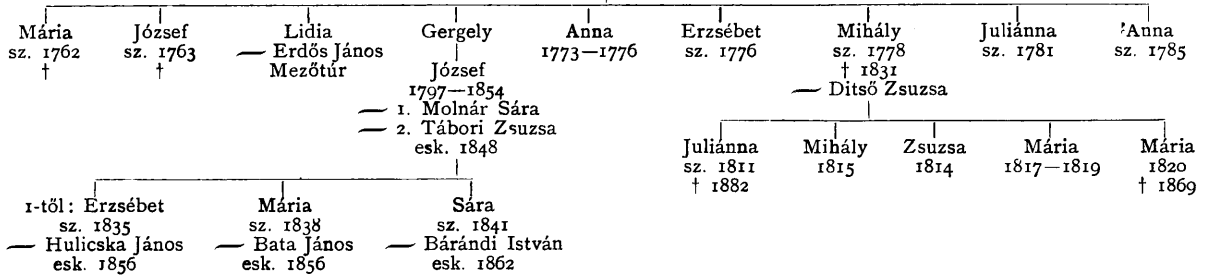 Mária József Lidia Gergely Anna Erzsébet Mihály Juliánna Anna
sz. 1762 sz. 1763 — Erdős János 1773—1776 sz. 1776 sz. 1778 sz. 1781 sz. 1785
† † Mezőtúr József † 1831
1797—1854 — Ditső Zsuzsa
— 1. Molnár Sára
— 2. Tábori Zsuzsa
esk. 1848
Juliánna Mihály Zsuzsa Mária Mária
sz. 1811 1815 1814 1817—1819 1820
† 1882 † 1869
1-től: Erzsébet Mária Sára
sz. 1835 sz. 1838 sz. 1841
— Hulicska János — Bata János — Bárándi István
esk. 1856 esk. 1856 esk. 1862